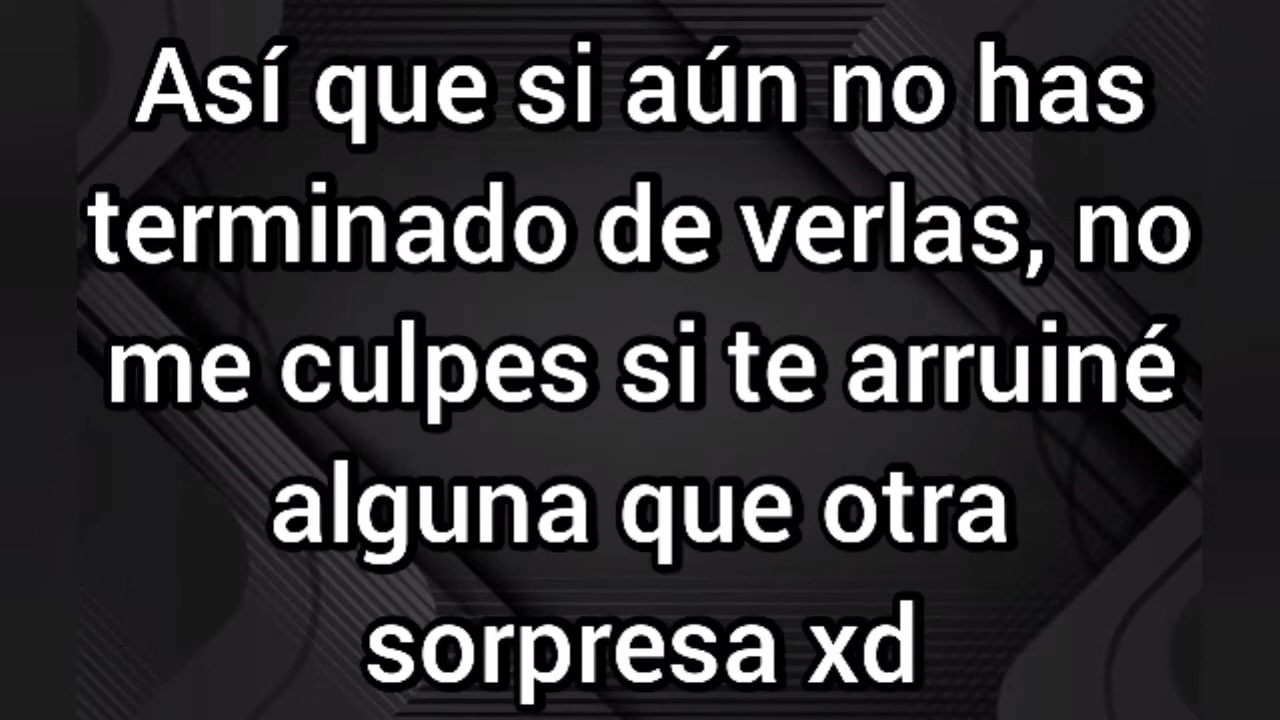 Así que si aún no has
terminado de verlas, no
me culpes si te arruiné
alguna que otra
sorpresa xd